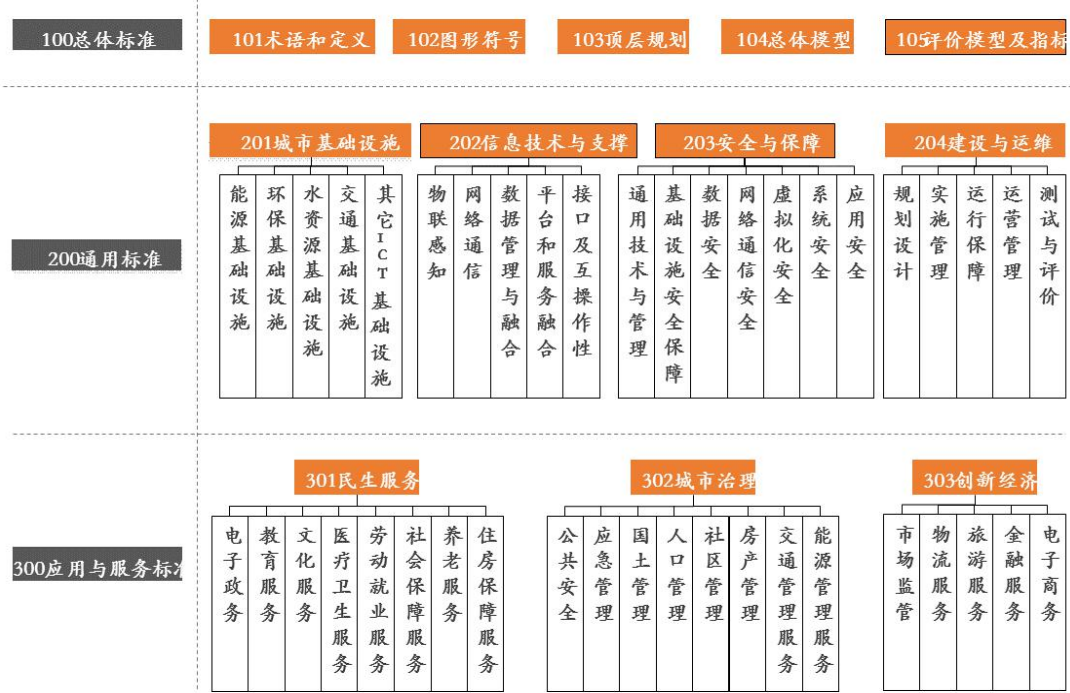 100总体标准
101术语和定义
102图形符号
103顶层规划
104总体模型
105评价模型及指标
201城市基础设施
202信息技术与支撑
203安全与保障
204建设与运维
200通用标准
能源基础设施
环保基础设施
水资源基础设施
交通基础设施
其它ICT基础设施
物联感知
网络通信
数据管理与融合
平台和服务融合
接口及互操作性
通用技术与管理
基础设施安全保障
数据安全
网络通信安全
虚拟化安全
系统安全
应用安全
规划设计
实施管理
运行保障
运营管理
测试与评价
301民生服务
302城市治理
303创新经济
300应用与服务标准
电子政务
教育服务
文化服务
医疗卫生服务
劳动就业服务
社会保障服务
养老服务
住房保障服务
公共安全
应急管理
国土管理
人口管理
社区管理
房产管理
交通管理服务
能源管理服务
市场监管
物流服务
旅游服务
金融服务
电子商务